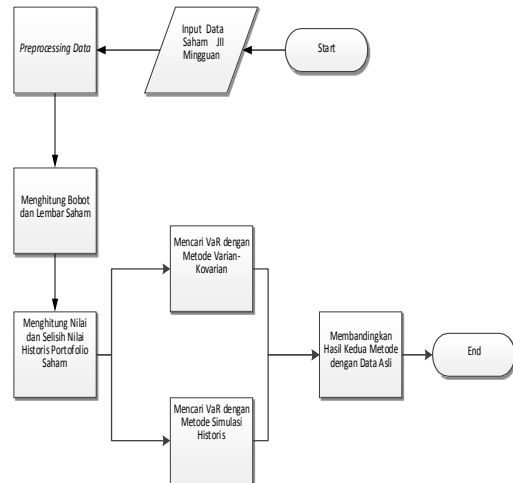 Start
Input Data
Saham JII
Mingguan
Preprocessing Data
Menghitung Bobot
dan Lembar Saham
Menghitung Nilai
dan Selisih Nilai
Historis Portofolio
Saham
Mencari VaR dengan
Metode Varian-
Kovarian
Mencari VaR dengan
Metode Simulasi
Historis
Membandingkan
Hasil Kedua Metode
dengan Data Asli
End